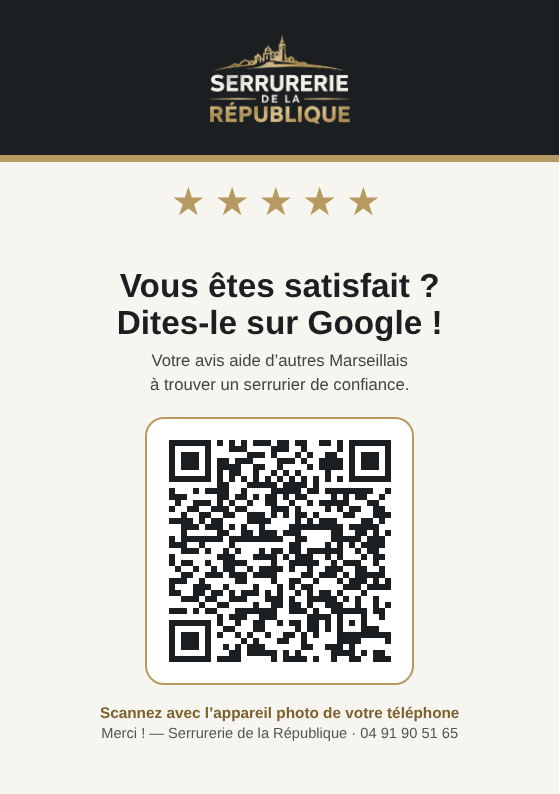 SERRURERIE
DE LA
RÉPUBLIQUE
Vous êtes satisfait ?
Dites-le sur Google !
Votre avis aide d’autres Marseillais
à trouver un serrurier de confiance.
Scannez avec l’appareil photo de votre téléphone
Merci ! — Serrurerie de la République · 04 91 90 51 65